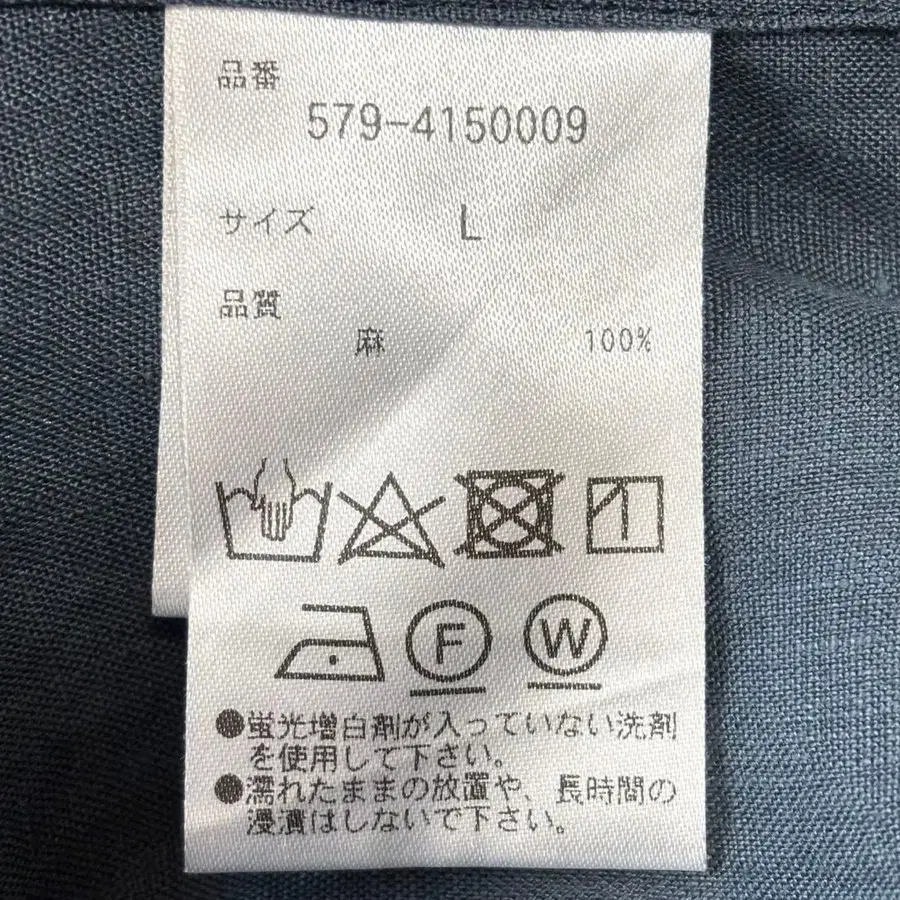 品番
579-4150009
サイズ L
品質
麻 100%
F W
●蛍光増白剤が入っていない洗剤
を使用して下さい。
●濡れたままの放置や、長時間の
浸漬はしないで下さい。